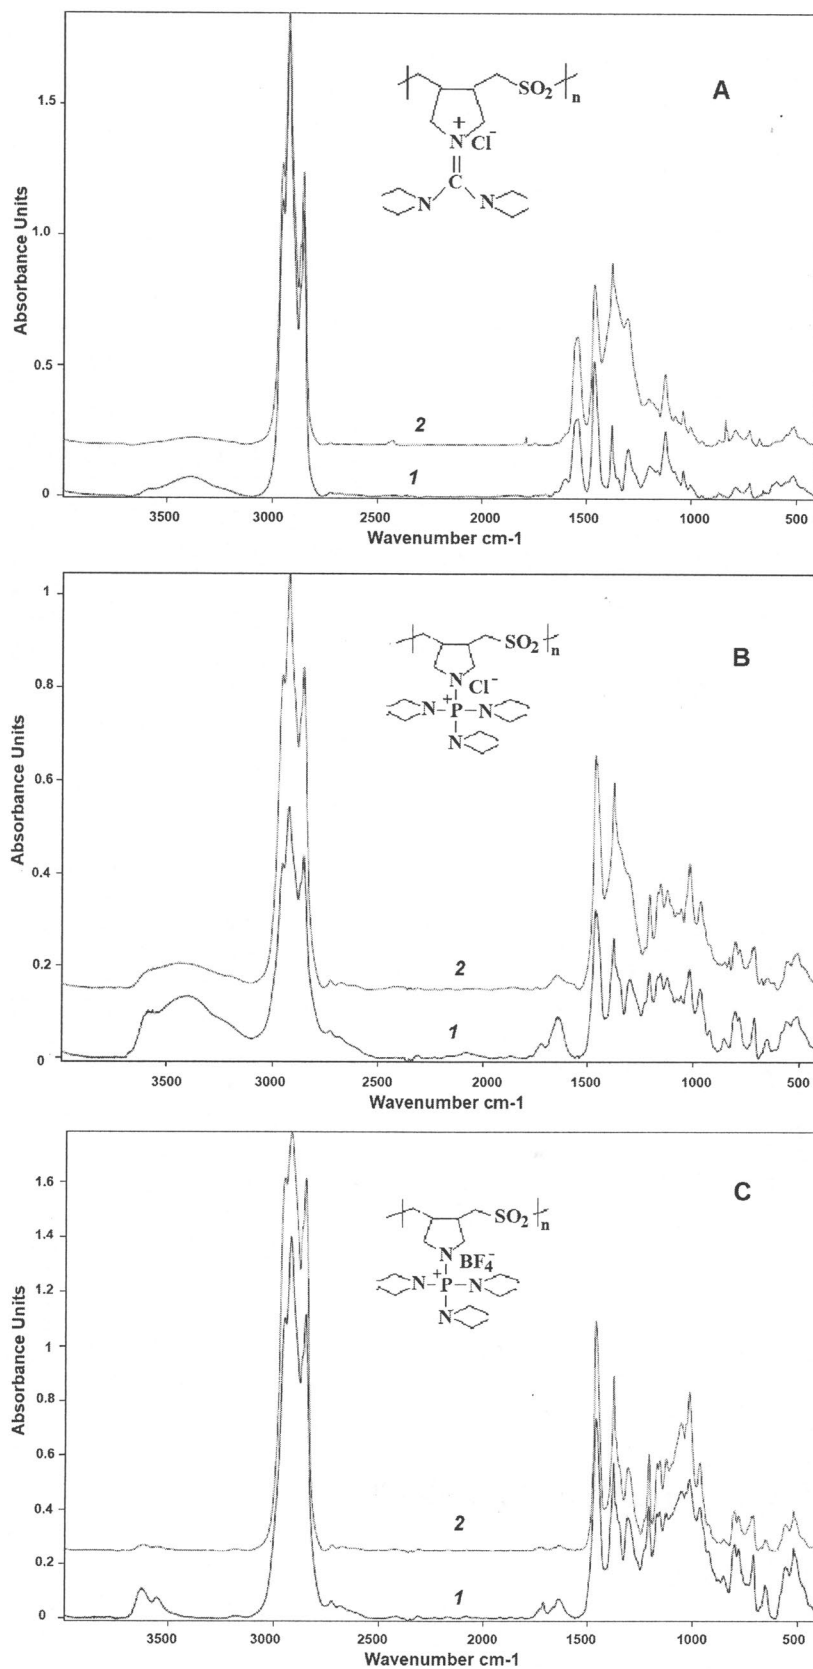 A
SO2 n
+
N Cl-
C
N N
Absorbance Units
1.5
1.0
0.5
0
2
1
3500 3000 2500 2000 1500 1000 500
Wavenumber cm-1
B
SO2 n
N Cl-
+
N P N
N
Absorbance Units
1
0.8
0.6
0.4
0.2
0
2
1
3500 3000 2500 2000 1500 1000 500
Wavenumber cm-1
C
SO2 n
N BF4-
+
N P N
N
Absorbance Units
1.6
1.4
1.2
1
0.8
0.6
0.4
0.2
0
2
1
3500 3000 2500 2000 1500 1000 500
Wavenumber cm-1